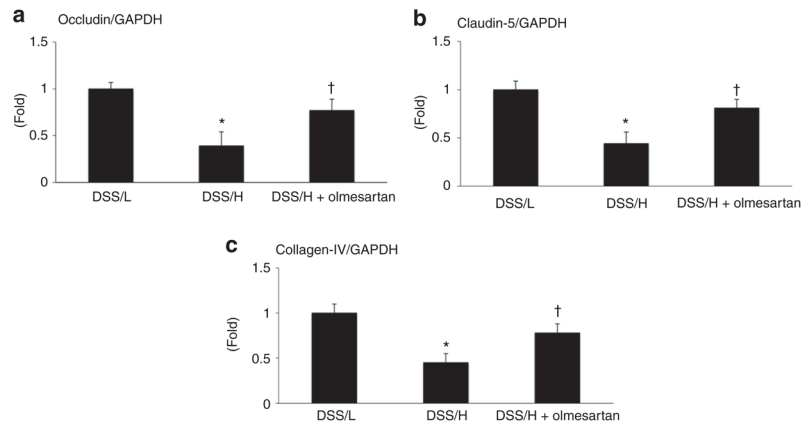 a
Occludin/GAPDH
1.5
1
0.5
0
(Fold)
*
†
DSS/L DSS/H DSS/H + olmesartan
b
Claudin-5/GAPDH
1.5
1.0
0.5
0
(Fold)
*
†
DSS/L DSS/H DSS/H + olmesartan
c
Collagen-IV/GAPDH
1.5
1
0.5
0
(Fold)
*
†
DSS/L DSS/H DSS/H + olmesartan